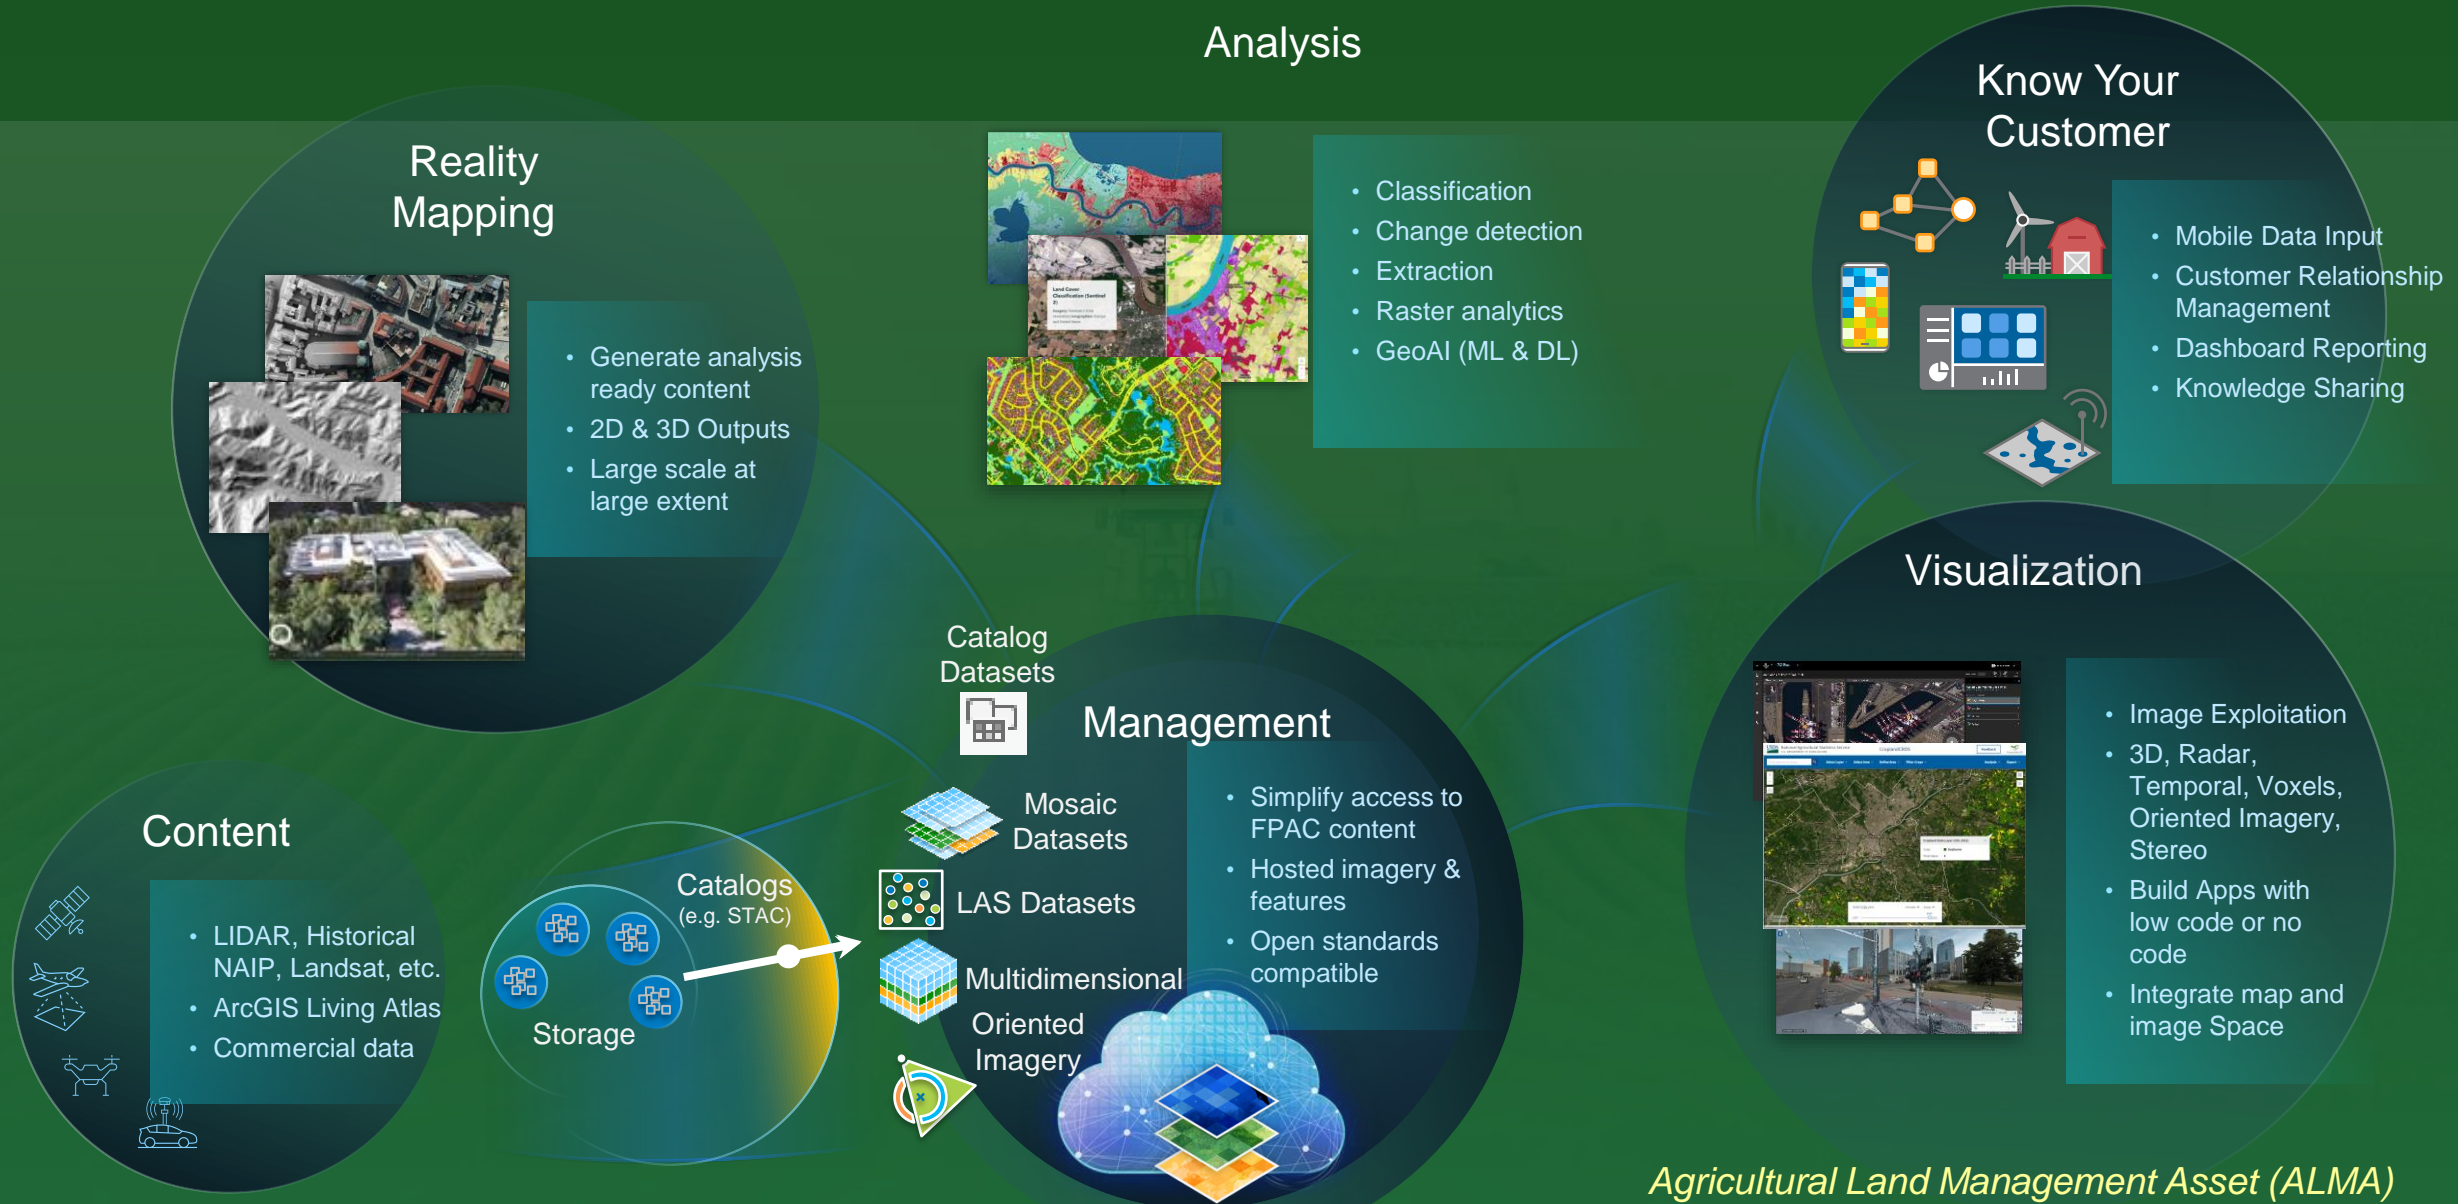 Analysis
Know Your
Customer
Reality
Mapping
• Classification
• Change detection
• Extraction
• Raster analytics
• GeoAI (ML & DL)
Land Cover
Classification (Sentinel
2)
• Mobile Data Input
• Customer Relationship
Management
• Dashboard Reporting
• Knowledge Sharing
• Generate analysis
ready content
• 2D & 3D Outputs
• Large scale at
large extent
Visualization
• Image Exploitation
• 3D, Radar,
Temporal, Voxels,
Oriented Imagery,
Stereo
• Build Apps with
low code or no
code
• Integrate map and
image Space
Catalog
Datasets
Management
Mosaic
Datasets
LAS Datasets
Multidimensional
Oriented
Imagery
• Simplify access to
FPAC content
• Hosted imagery &
features
• Open standards
compatible
Content
• LIDAR, Historical
NAIP, Landsat, etc.
• ArcGIS Living Atlas
• Commercial data
Catalogs
(e.g. STAC)
Storage
Agricultural Land Management Asset (ALMA)